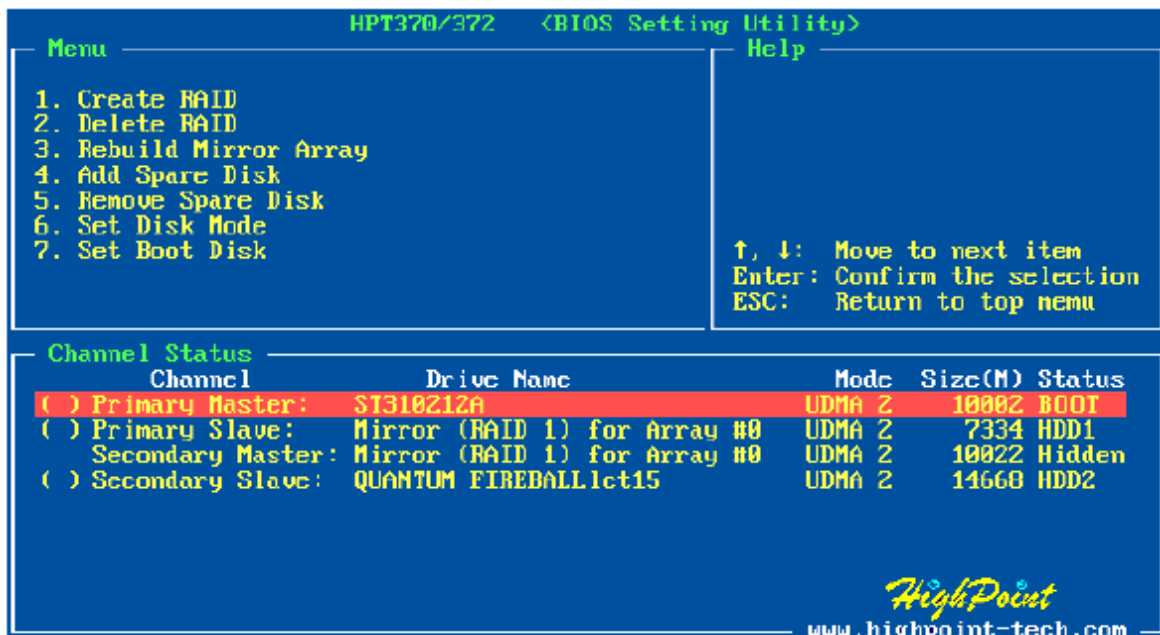 HPT370/372 <BIOS Setting Utility>
Menu
1. Create RAID
2. Delete RAID
3. Rebuild Mirror Array
4. Add Spare Disk
5. Remove Spare Disk
6. Set Disk Mode
7. Set Boot Disk
Help
↑, ↓: Move to next item
Enter: Confirm the selection
ESC: Return to top menu
Channel Status
Channel Drive Name Mode Size(M) Status
( ) Primary Master: ST310212A UDMA 2 10002 BOOT
( ) Primary Slave: Mirror (RAID 1) for Array #0 UDMA 2 7334 HDD1
Secondary Master: Mirror (RAID 1) for Array #0 UDMA 2 10022 Hidden
( ) Secondary Slave: QUANTUM FIREBALLlct15 UDMA 2 14668 HDD2
HighPoint
www.highpoint-tech.com